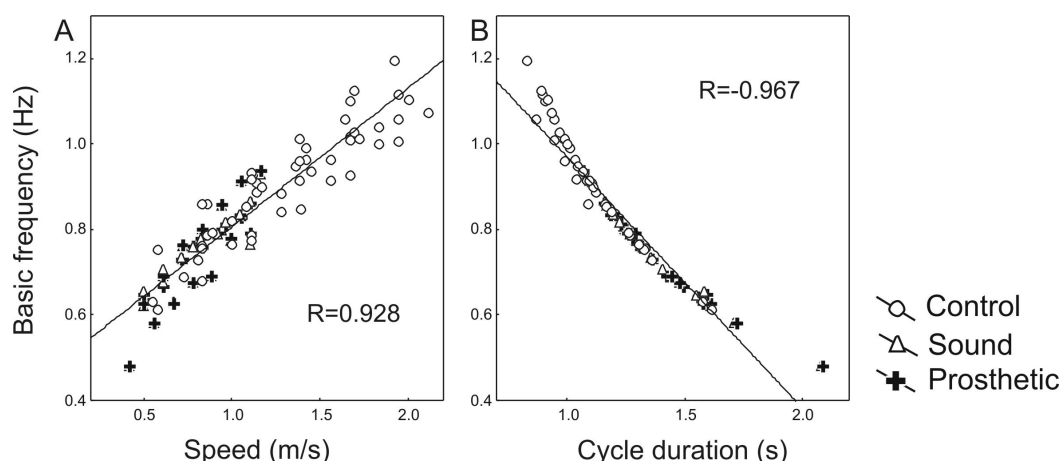 A
B
Basic frequency (Hz)
1.2
1.0
0.8
0.6
0.4
R=0.928
0.5
1.0
1.5
2.0
Speed (m/s)
1.2
1.0
0.8
0.6
0.4
R=-0.967
1.0
1.5
2.0
Cycle duration (s)
Control
Sound
Prosthetic